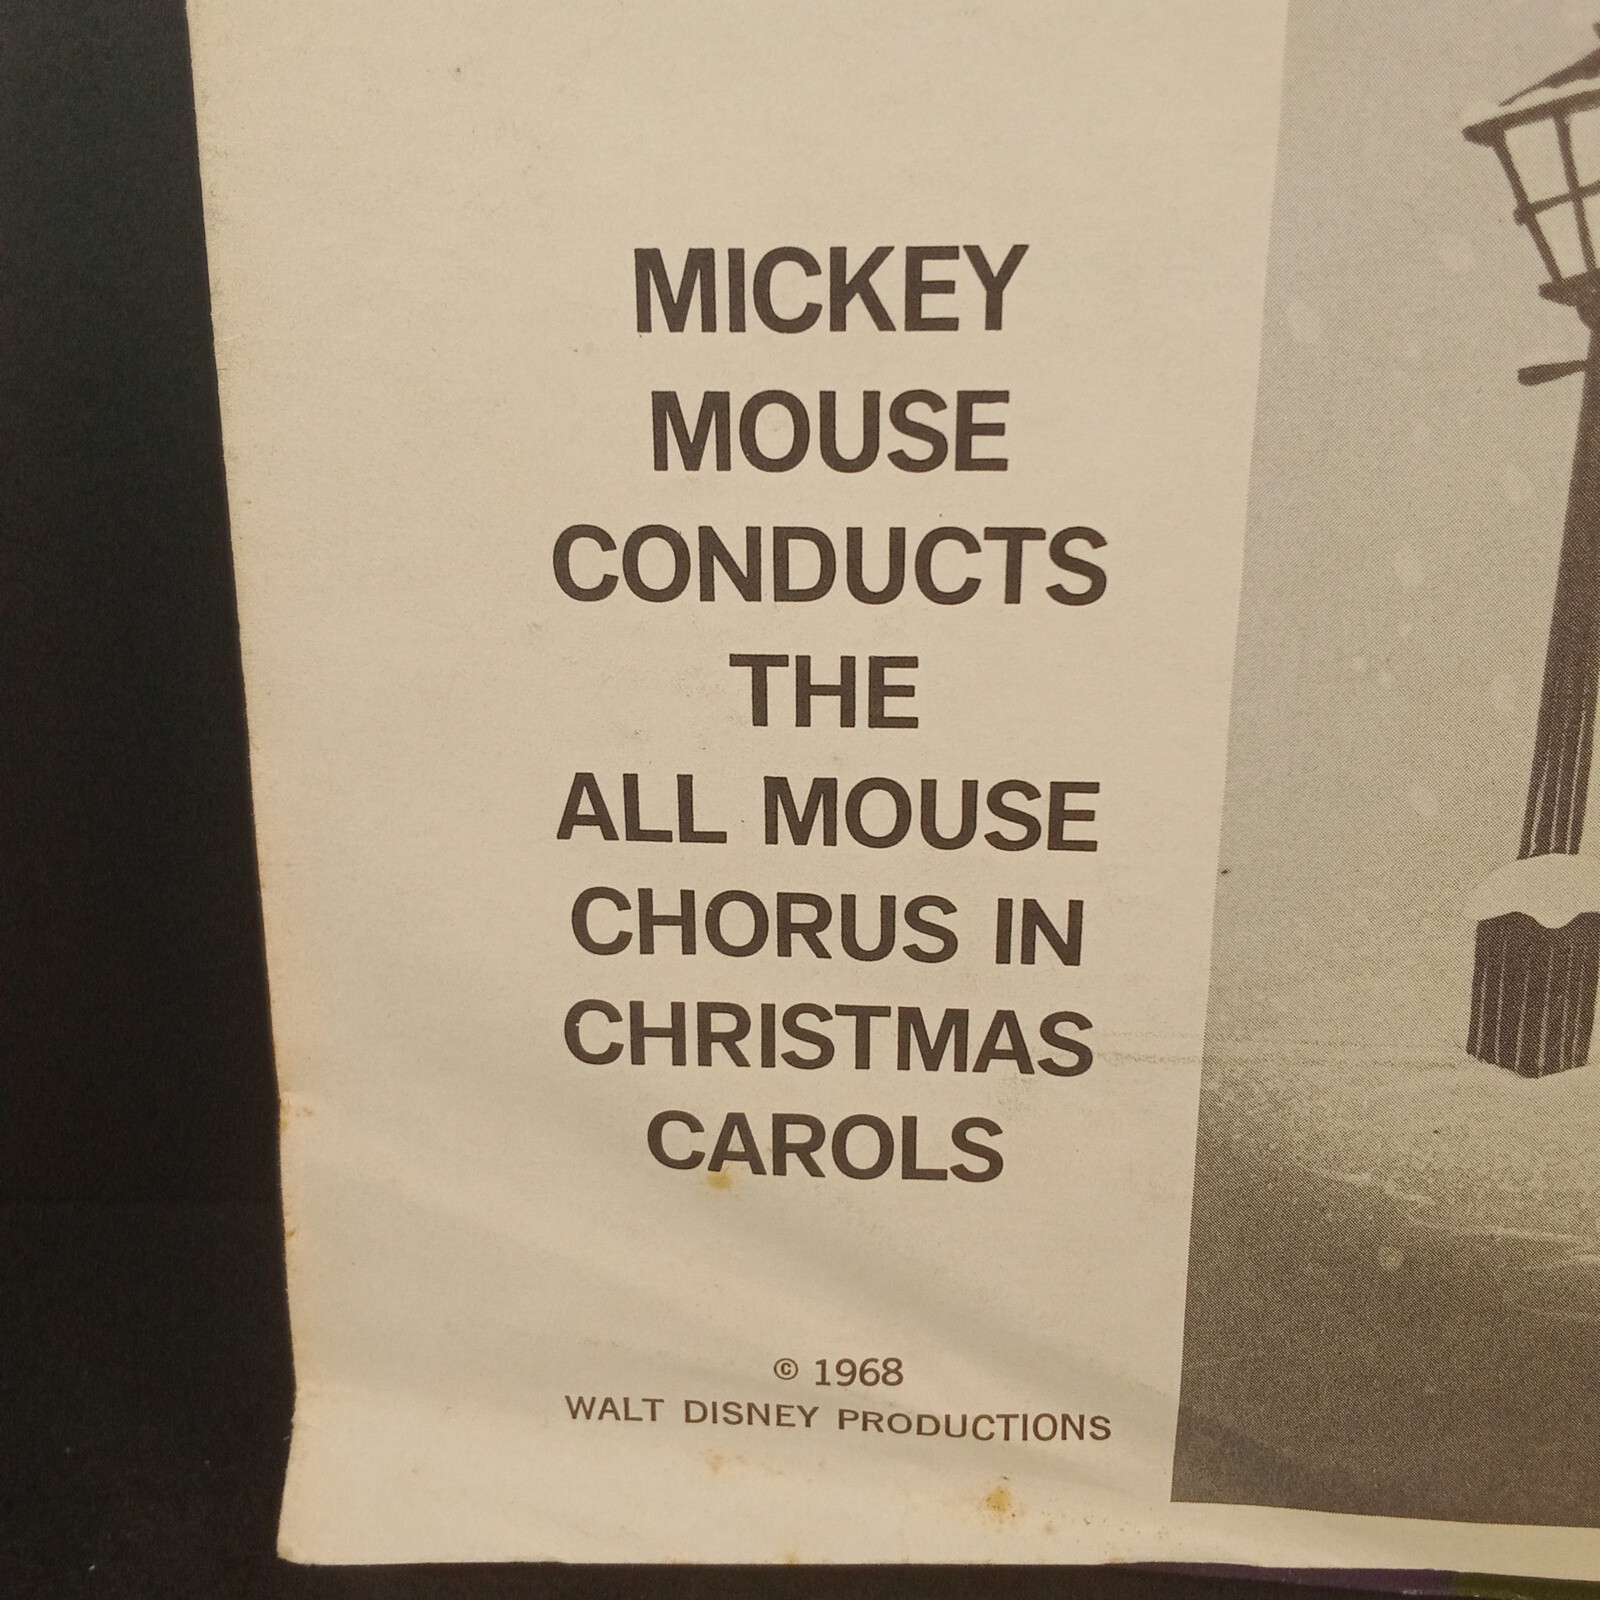 MICKEY
MOUSE
CONDUCTS
THE
ALL MOUSE
CHORUS IN
CHRISTMAS
CAROLS
© 1968
WALT DISNEY PRODUCTIONS